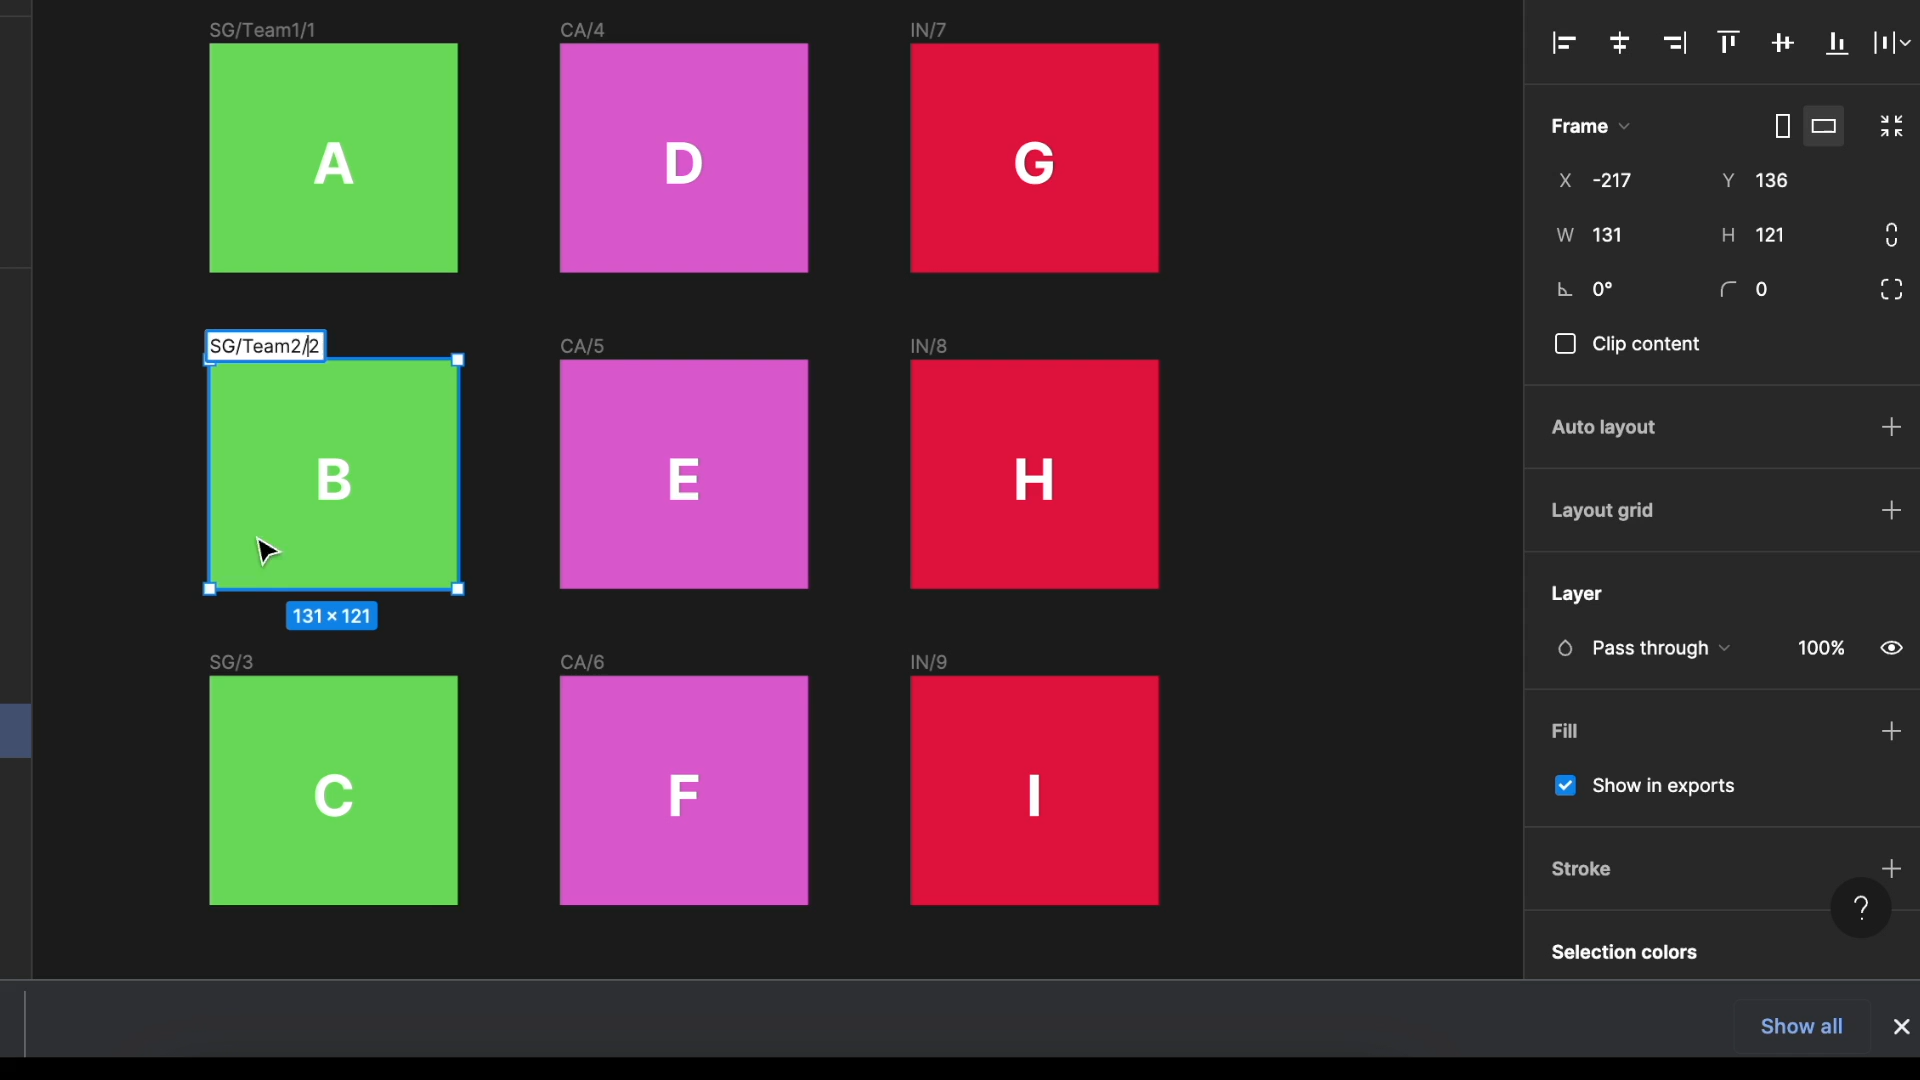 SG/Team1/1
CA/4
IN/7
A
D
G
SG/Team2/2
CA/5
IN/8
B
E
H
131 × 121
SG/3
CA/6
IN/9
C
F
I
Frame
X -217
Y 136
W 131
H 121
0°
0
Clip content
Auto layout
Layout grid
Layer
Pass through
100%
Fill
Show in exports
Stroke
?
Selection colors
Show all